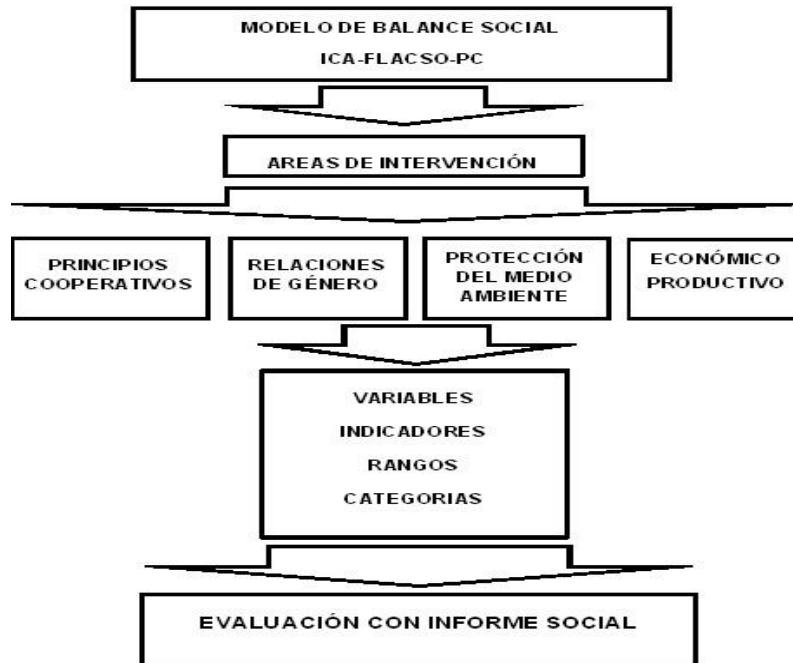 MODELO DE BALANCE SOCIAL
ICA-FLACSO-PC
AREAS DE INTERVENCIÓN
PRINCIPIOS
COOPERATIVOS
RELACIONES
DE GÉNERO
PROTECCIÓN
DEL MEDIO
AMBIENTE
ECONÓMICO
PRODUCTIVO
VARIABLES
INDICADORES
RANGOS
CATEGORIAS
EVALUACIÓN CON INFORME SOCIAL